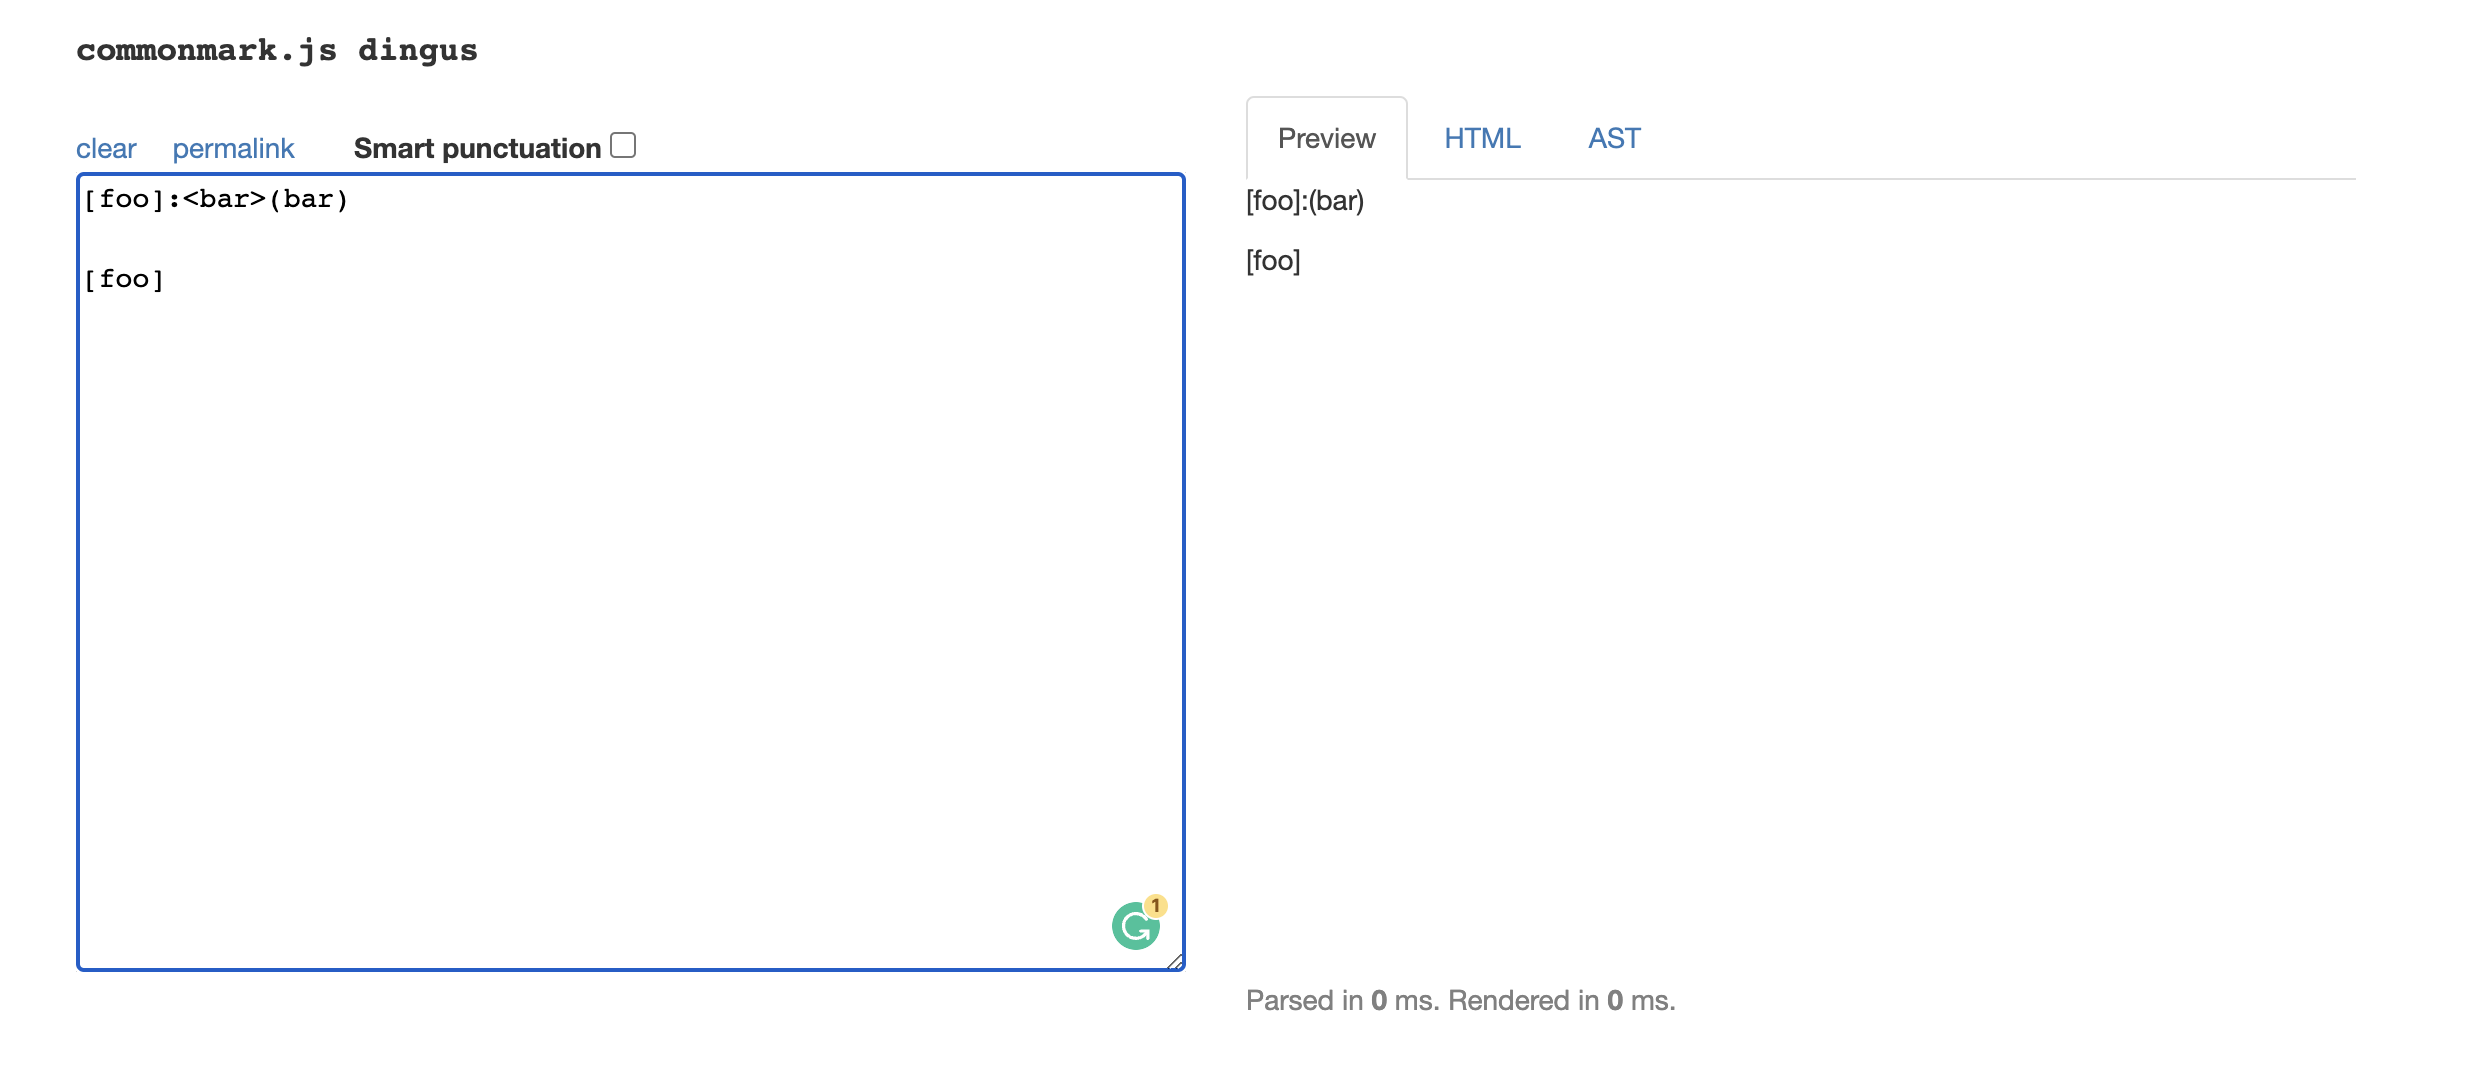 commonmark.js dingus
clear permalink Smart punctuation
[foo]:<bar>(bar)
[foo]
1
Preview HTML AST
[foo]:(bar)
[foo]
Parsed in 0 ms. Rendered in 0 ms.